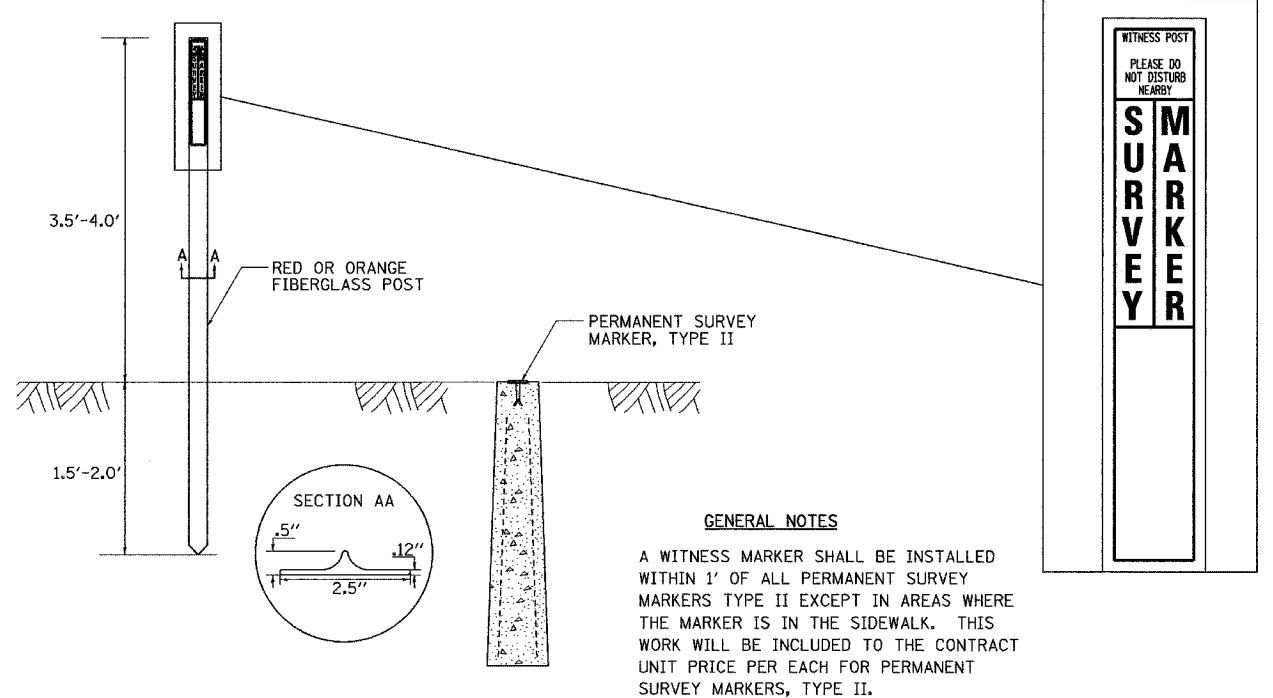 WITNESS POST
PLEASE DO
NOT DISTURB
NEARBY
SURVEY
MARKER
3.5'-4.0'
A A
RED OR ORANGE
FIBERGLASS POST
PERMANENT SURVEY
MARKER, TYPE II
1.5'-2.0'
SECTION AA
.5"
.12"
2.5"
GENERAL NOTES
A WITNESS MARKER SHALL BE INSTALLED
WITHIN 1' OF ALL PERMANENT SURVEY
MARKERS TYPE II EXCEPT IN AREAS WHERE
THE MARKER IS IN THE SIDEWALK. THIS
WORK WILL BE INCLUDED TO THE CONTRACT
UNIT PRICE PER EACH FOR PERMANENT
SURVEY MARKERS, TYPE II.